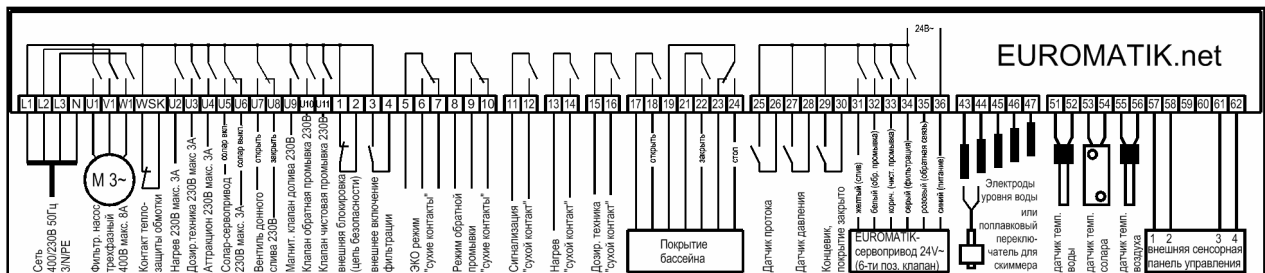 24В~
EUROMATIK.net
L1 L2 L3 N U1 V1 W1 WSK U2 U3 U4 U5 U6 U7 U8 U9 U10 U11 1 2 3 4 5 6 7 8 9 10 11 12 13 14 15 16 17 18 19 20 21 22 23 24 25 26 27 28 29 30 31 32 33 34 35 36 43 44 45 46 47 51 52 53 54 55 56 57 58 59 60 61 62
Сеть
400/230В 50Гц
3/N/PE
М 3~
Фильтр. насос
трехфазный
400В макс. 8А
Контакт тепло-
защиты обмотки
Нагрев 230В макс. 3А
Дозир.техника 230В макс 3А
Аттракцион 230В макс. 3А
Солар-сервопривод
230В макс. 3А
солар вкл.
солар выкл.
Вентиль донного
слива 230В
открыть
закрыть
Магнит. клапан долива 230В
Клапан обратная промывка 230В
Клапан чистовая промывка 230В
внешняя блокировка
(цепь безопасности)
внешнее включение
фильтрации
ЭКО режим
"сухие контакты"
Режим обратной
промывки
"сухие контакты"
Сигнализация
"сухой контакт"
Нагрев
"сухой контакт"
Дозир. техника
"сухой контакт"
открыть
закрыть
стоп
Покрытие
бассейна
Датчик протока
Датчик давления
Концевик,
покрытие закрыто
желтый(слив)
белый (обр. промывка)
корич. (чист. промывка)
серый (фильтрация)
розовый (обратная связь)
синий (питание)
EUROMATIK-
сервопривод 24V~
(6-ти поз. клапан)
Электроды
уровня воды
или
поплавковый
переклю-
чатель для
скиммера
датчик темп.
воды
датчик темп.
солара
датчик темп.
воздуха
1 2 3 4
внешняя сенсорная
панель управления